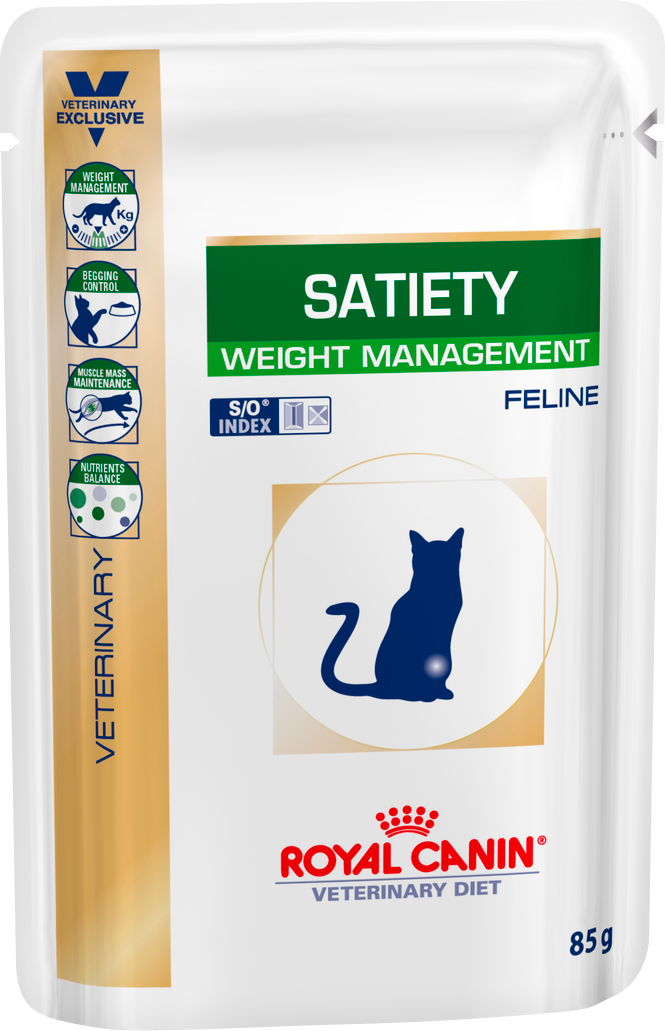 VETERINARY
EXCLUSIVE
WEIGHT
MANAGEMENT
Kg
BEGGING
CONTROL
MUSCLE MASS
MAINTENANCE
NUTRIENTS
BALANCE
VETERINARY
SATIETY
WEIGHT MANAGEMENT
FELINE
S/O®
INDEX
ROYAL CANIN®
VETERINARY DIET
85 g